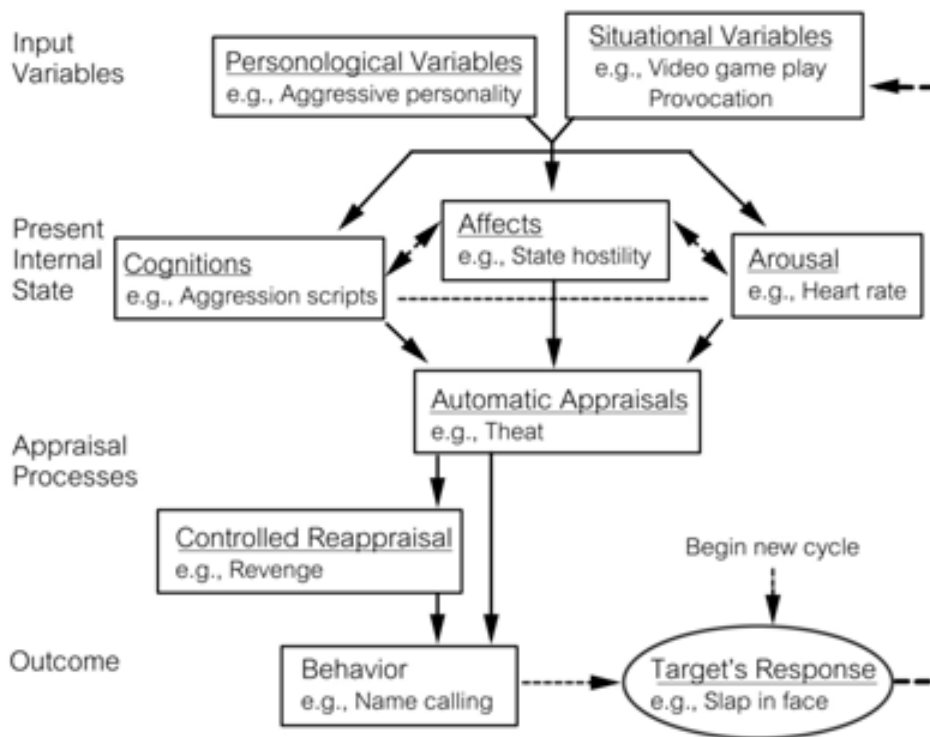 Input
Variables
Personological Variables
e.g., Aggressive personality
Situational Variables
e.g., Video game play
Provocation
Present
Internal
State
Cognitions
e.g., Aggression scripts
Affects
e.g., State hostility
Arousal
e.g., Heart rate
Appraisal
Processes
Automatic Appraisals
e.g., Theat
Controlled Reappraisal
e.g., Revenge
Begin new cycle
Outcome
Behavior
e.g., Name calling
Target's Response
e.g., Slap in face